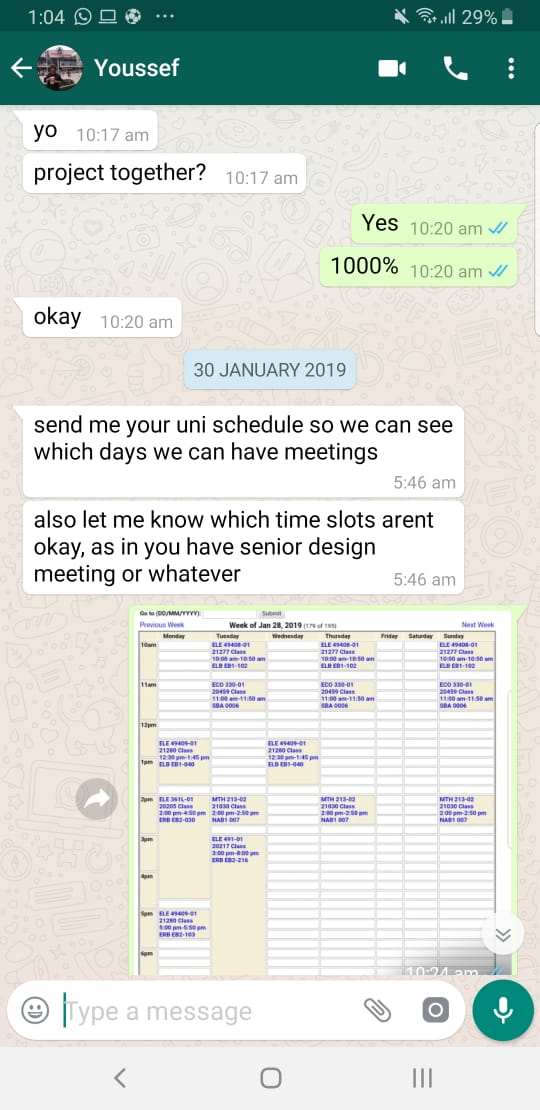 1:04
29%
Youssef
yo 10:17 am
project together? 10:17 am
Yes 10:20 am
1000% 10:20 am
okay 10:20 am
30 JANUARY 2019
send me your uni schedule so we can see
which days we can have meetings
5:46 am
also let me know which time slots arent
okay, as in you have senior design
meeting or whatever 5:46 am
Go to (DD/MM/YYYY): Submit
Previous Week Week of Jan 28, 2019 (179 of 195) Next Week
Monday Tuesday Wednesday Thursday Friday Saturday Sunday
10am ELE 49408-01 ELE 49408-01 ELE 49408-01
21277 Class 21277 Class 21277 Class
10:00 am-10:50 am 10:00 am-10:50 am 10:00 am-10:50 am
ELB EB1-102 ELB EB1-102 ELB EB1-102
11am ECO 330-01 ECO 330-01 ECO 330-01
20459 Class 20459 Class 20459 Class
11:00 am-11:50 am 11:00 am-11:50 am 11:00 am-11:50 am
SBA 0006 SBA 0006 SBA 0006
12pm
ELE 49409-01 ELE 49409-01
21280 Class 21280 Class
12:30 pm-1:45 pm 12:30 pm-1:45 pm
1pm ELB EB1-040 ELB EB1-040
2pm ELE 361L-01 MTH 213-02 MTH 213-02 MTH 213-02
20205 Class 21030 Class 21030 Class 21030 Class
2:00 pm-4:50 pm 2:00 pm-2:50 pm 2:00 pm-2:50 pm 2:00 pm-2:50 pm
ERB EB2-030 NAB1 007 NAB1 007 NAB1 007
3pm ELE 491-01
20217 Class
3:00 pm-8:00 pm
ERB EB2-216
4pm
5pm ELE 49409-01
21280 Class
5:00 pm-5:50 pm
ERB EB2-103
6pm
10:24 am
Type a message